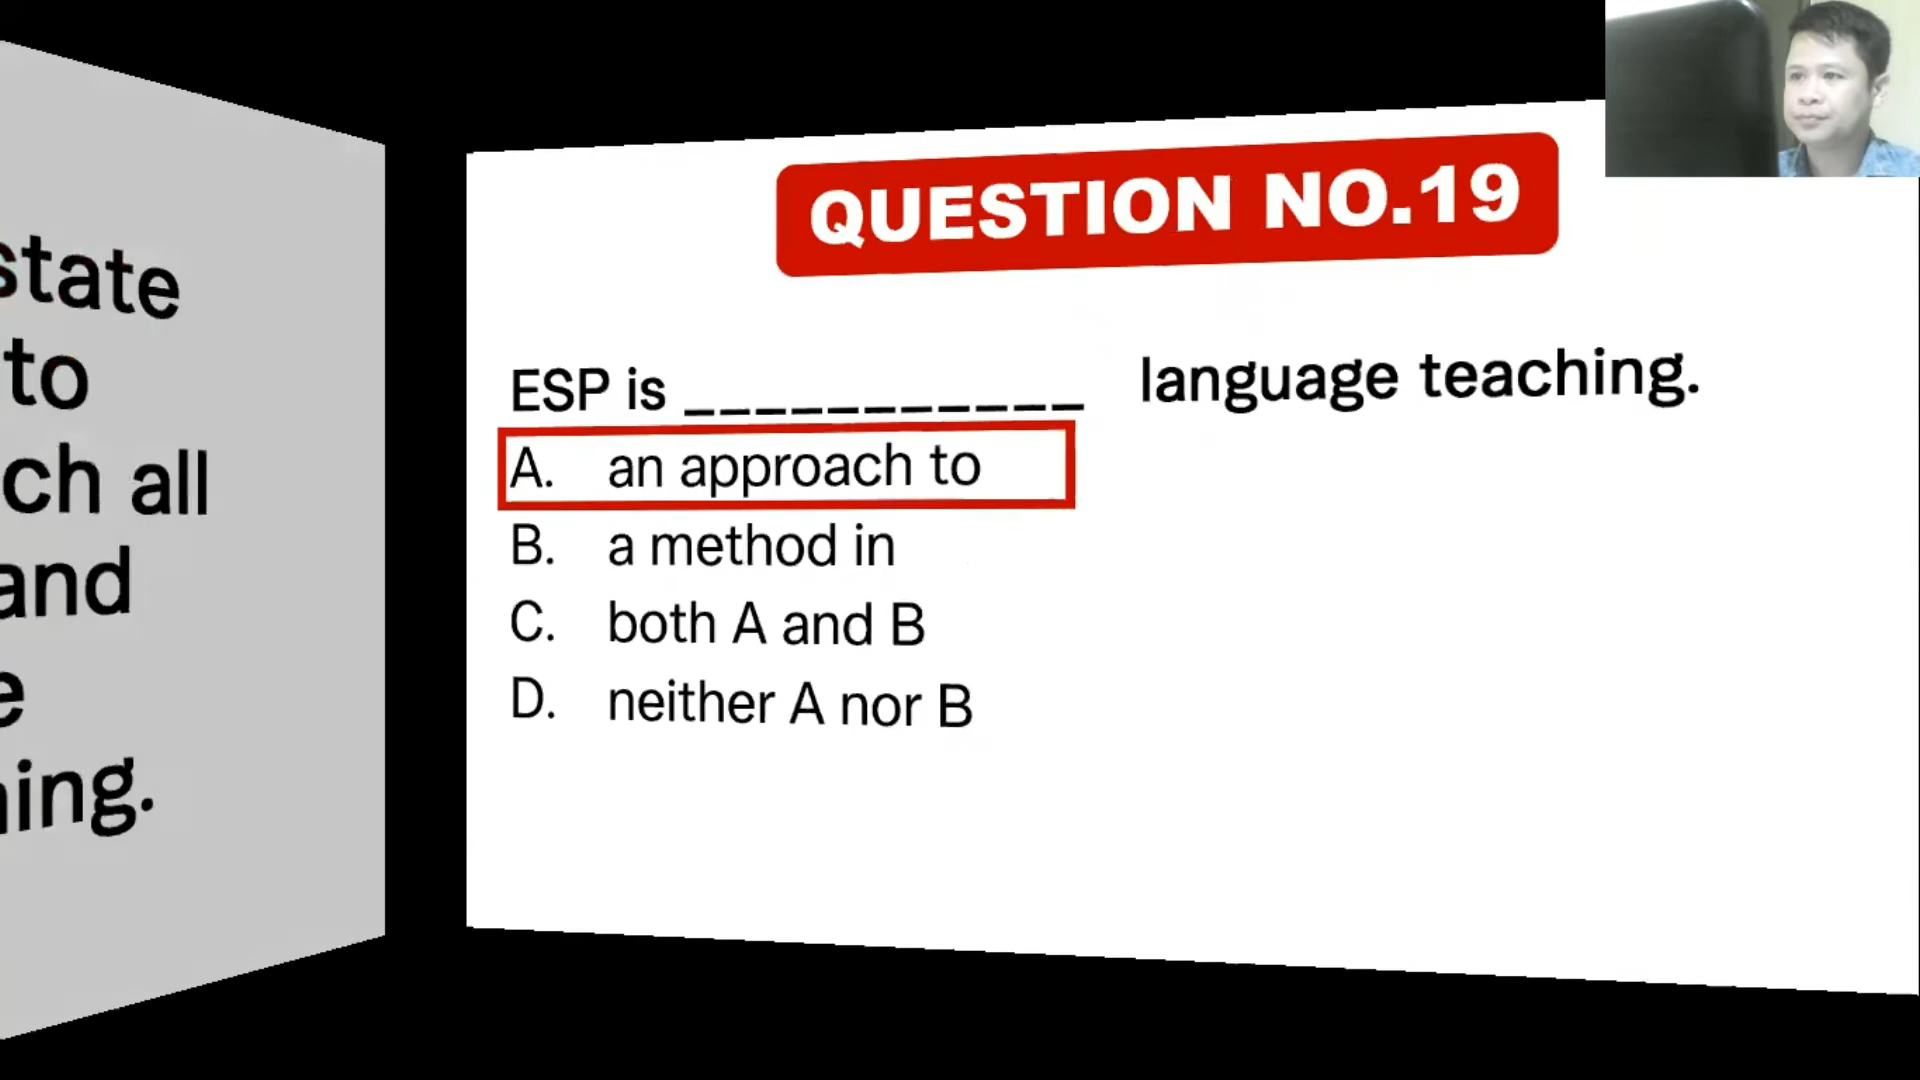 state
to
ch all
and
e
ing.
QUESTION NO.19
ESP is ____________ language teaching.
A. an approach to
B. a method in
C. both A and B
D. neither A nor B